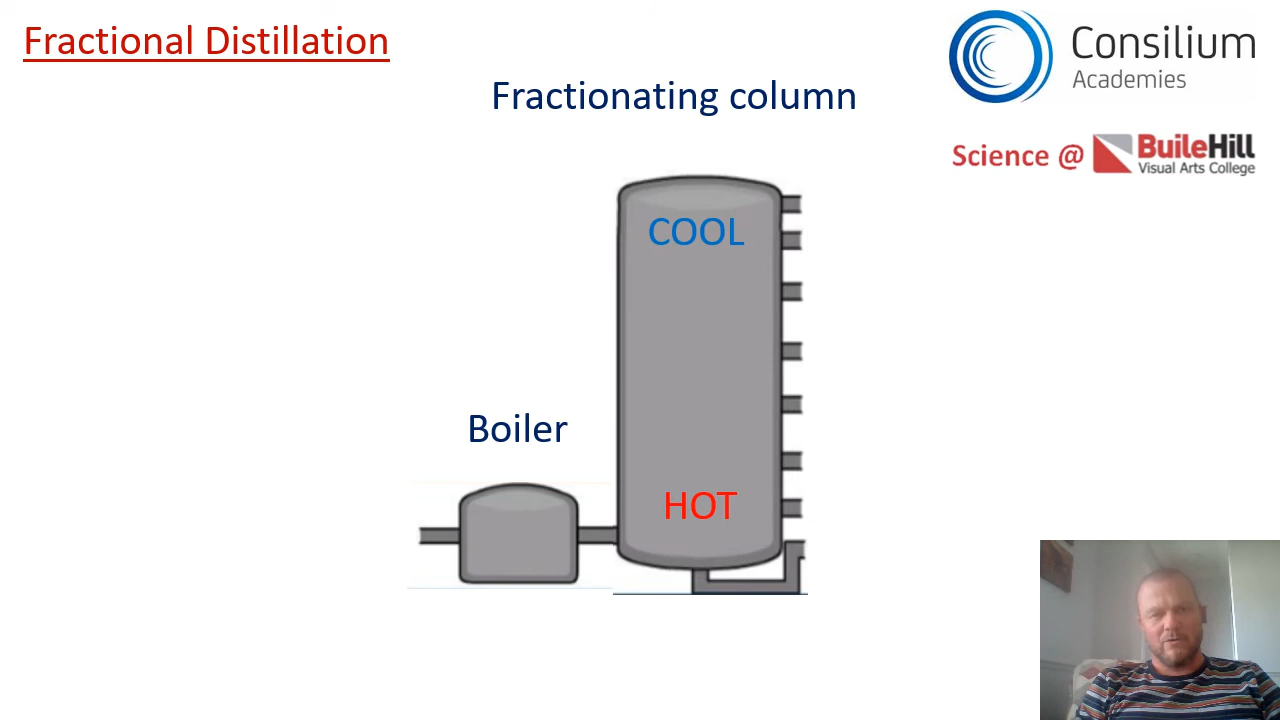 Fractional Distillation
Consilium
Academies
Fractionating column
Science @ BuileHill
Visual Arts College
COOL
Boiler
HOT